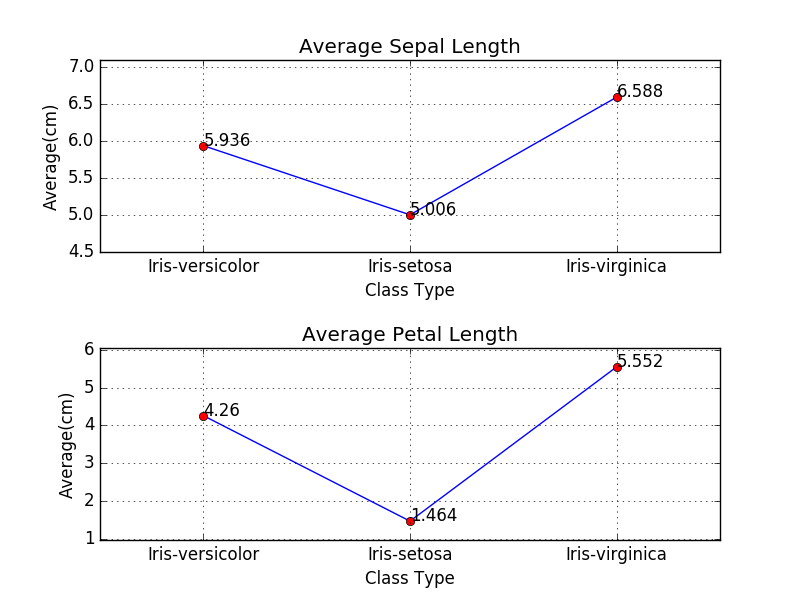 Average Sepal Length
7.0
6.5
6.0
5.5
5.0
4.5
Average(cm)
5.936
5.006
6.588
Iris-versicolor Iris-setosa Iris-virginica
Class Type
Average Petal Length
6
5
4
3
2
1
Average(cm)
4.26
1.464
5.552
Iris-versicolor Iris-setosa Iris-virginica
Class Type